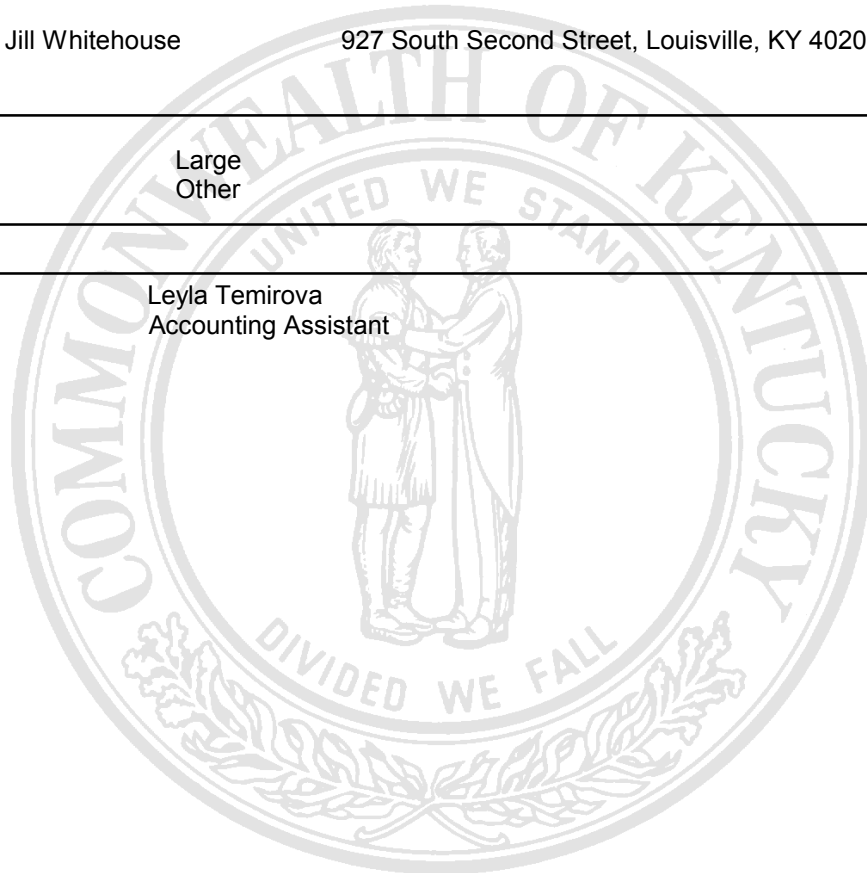 Jill Whitehouse 927 South Second Street, Louisville, KY 4020
Large
Other
Leyla Temirova
Accounting Assistant
COMMONWEALTH OF KENTUCKY
UNITED WE STAND
DIVIDED WE FALL